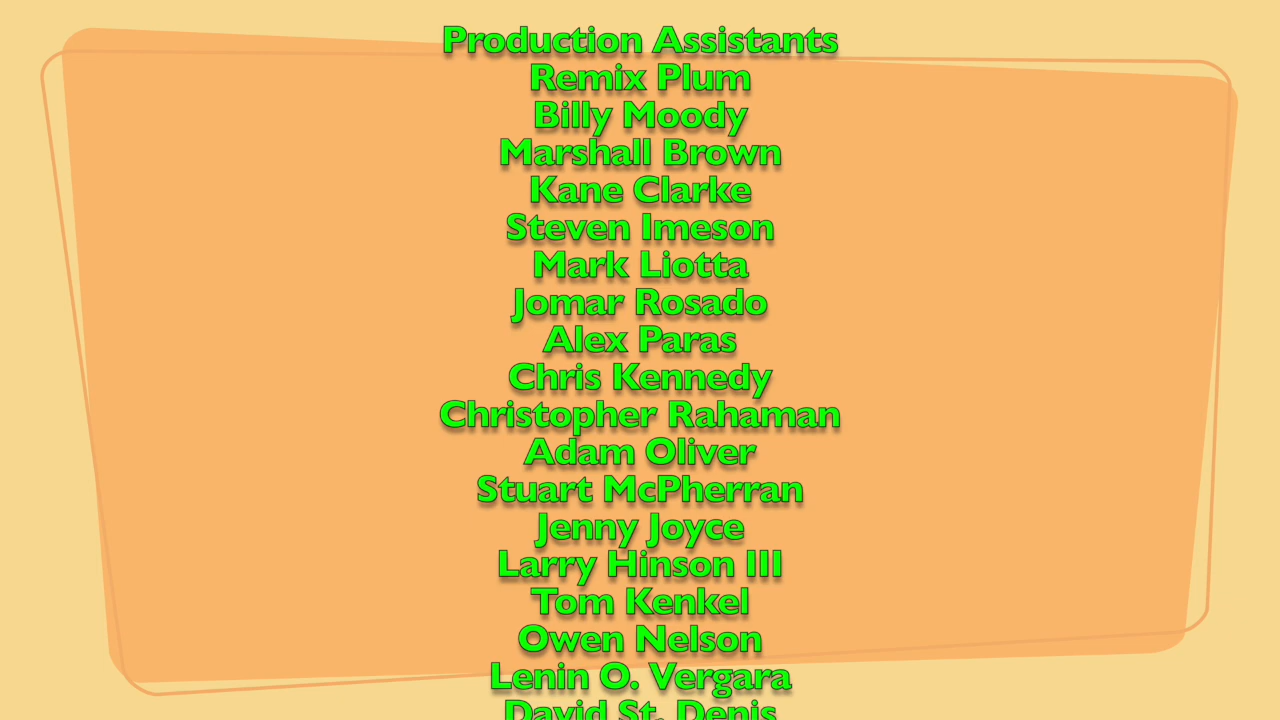 Production Assistants
Remix Plum
Billy Moody
Marshall Brown
Kane Clarke
Steven Imeson
Mark Liotta
Jomar Rosado
Alex Paras
Chris Kennedy
Christopher Rahaman
Adam Oliver
Stuart McPherran
Jenny Joyce
Larry Hinson III
Tom Kenkel
Owen Nelson
Lenin O. Vergara
David St. Denis